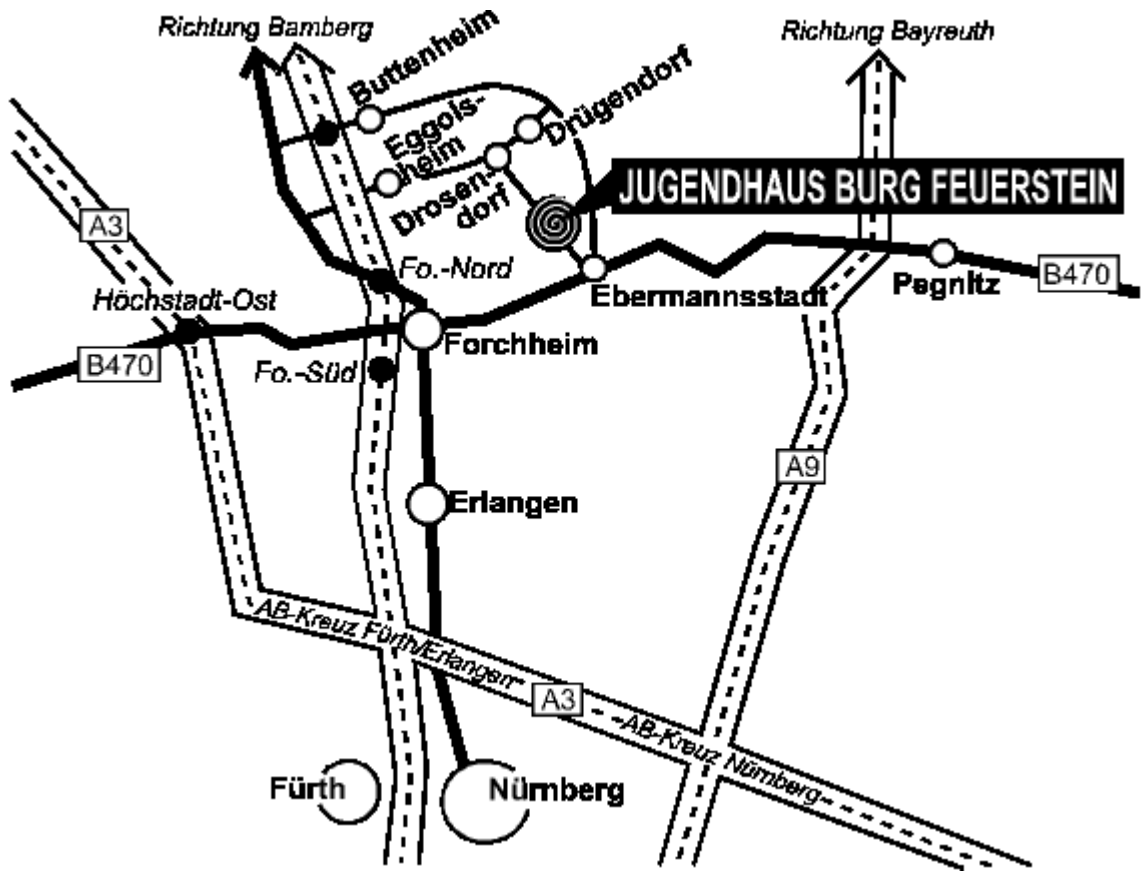 Richtung Bamberg
Richtung Bayreuth
Buttenheim
Eggols-
heim
Drügendorf
Drosen-
dorf
JUGENDHAUS BURG FEUERSTEIN
A3
Fo.-Nord
Ebermannsstadt
Pegnitz
B470
Höchstadt-Ost
Forchheim
B470
Fo.-Süd
A9
Erlangen
AB-Kreuz Fürth/Erlangen
A3
AB-Kreuz Nürnberg
Fürth
Nürnberg